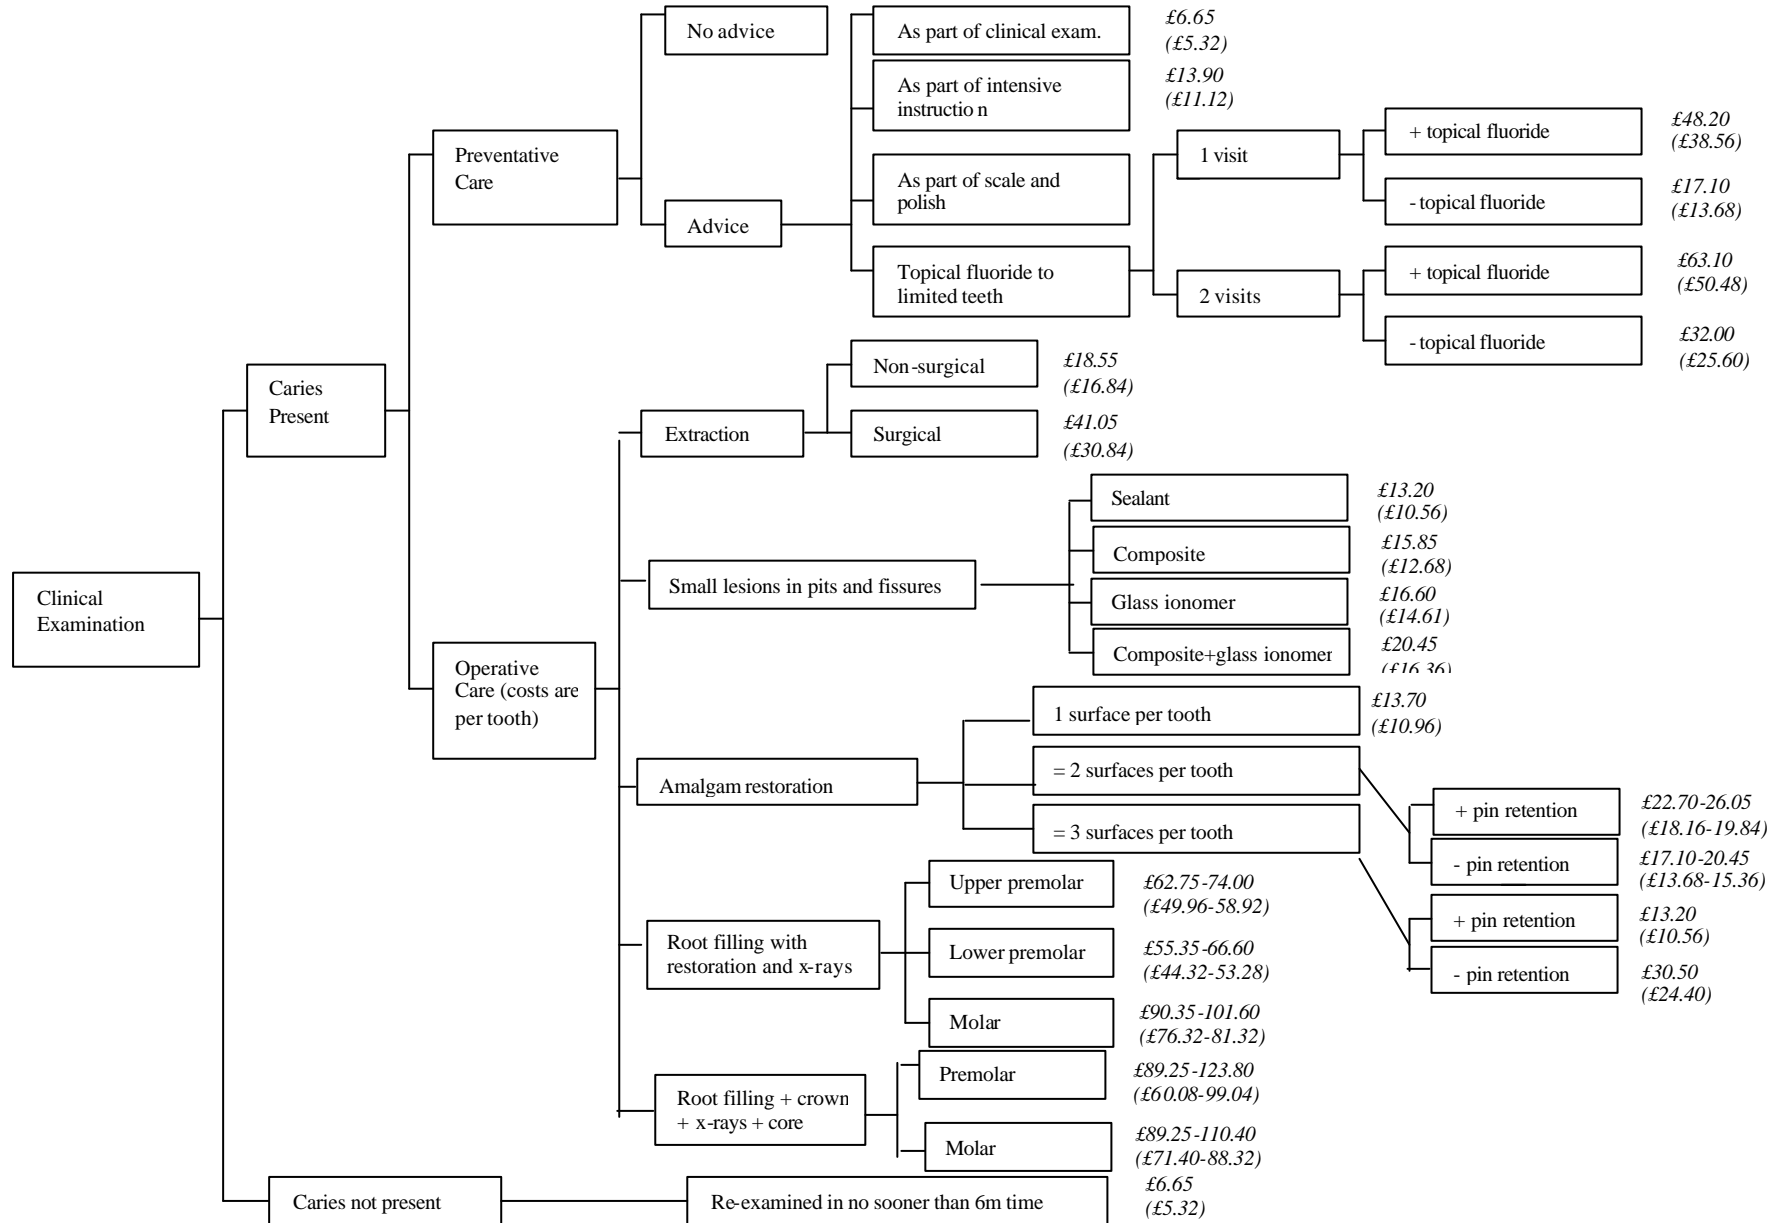 No advice
As part of clinical exam.
£6.65
(£5.32)
As part of intensive
instructio n
£13.90
(£11.12)
Preventative
Care
Advice
As part of scale and
polish
Topical fluoride to
limited teeth
1 visit
+ topical fluoride
£48.20
(£38.56)
- topical fluoride
£17.10
(£13.68)
2 visits
+ topical fluoride
£63.10
(£50.48)
- topical fluoride
£32.00
(£25.60)
Caries
Present
Extraction
Non-surgical
£18.55
(£16.84)
Surgical
£41.05
(£30.84)
Small lesions in pits and fissures
Sealant
£13.20
(£10.56)
Composite
£15.85
(£12.68)
Glass ionomer
£16.60
(£14.61)
Composite+glass ionomer
£20.45
(£16.36)
Clinical
Examination
Operative
Care (costs are
per tooth)
Amalgam restoration
1 surface per tooth
£13.70
(£10.96)
= 2 surfaces per tooth
= 3 surfaces per tooth
+ pin retention
£22.70-26.05
(£18.16-19.84)
- pin retention
£17.10-20.45
(£13.68-15.36)
+ pin retention
£13.20
(£10.56)
- pin retention
£30.50
(£24.40)
Root filling with
restoration and x-rays
Upper premolar
£62.75-74.00
(£49.96-58.92)
Lower premolar
£55.35-66.60
(£44.32-53.28)
Molar
£90.35-101.60
(£76.32-81.32)
Root filling + crown
+ x-rays + core
Premolar
£89.25-123.80
(£60.08-99.04)
Molar
£89.25-110.40
(£71.40-88.32)
Caries not present
Re-examined in no sooner than 6m time
£6.65
(£5.32)